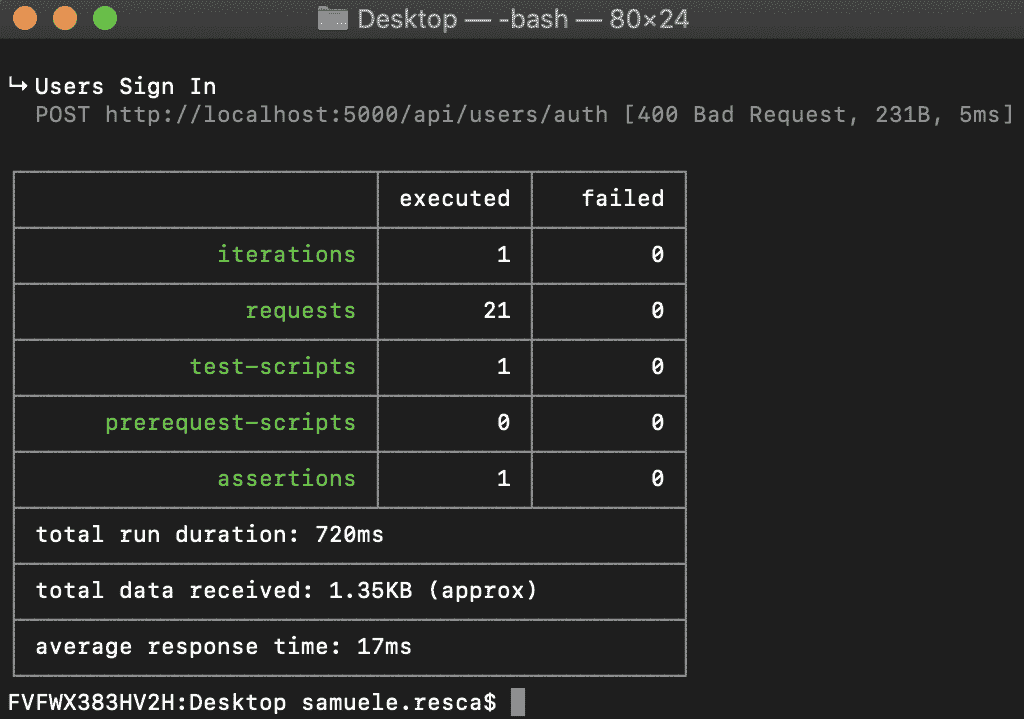 Desktop — -bash — 80×24
↳ Users Sign In
POST http://localhost:5000/api/users/auth [400 Bad Request, 231B, 5ms]
executed failed
iterations 1 0
requests 21 0
test-scripts 1 0
prerequest-scripts 0 0
assertions 1 0
total run duration: 720ms
total data received: 1.35KB (approx)
average response time: 17ms
FVFWX383HV2H:Desktop samuele.resca$